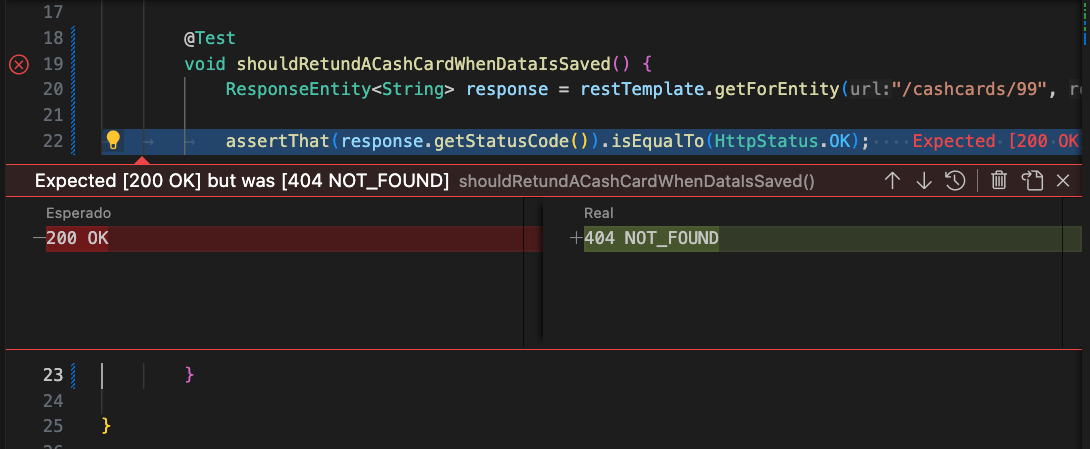 17
18 @Test
19 void shouldRetundACashCardWhenDataIsSaved() {
20 ResponseEntity<String> response = restTemplate.getForEntity(url:"/cashcards/99",
21
22 assertThat(response.getStatusCode()).isEqualTo(HttpStatus.OK); Expected [200 OK
Expected [200 OK] but was [404 NOT_FOUND] shouldRetundACashCardWhenDataIsSaved()
Esperado Real
—200 OK +404 NOT_FOUND
23 }
24
25 }